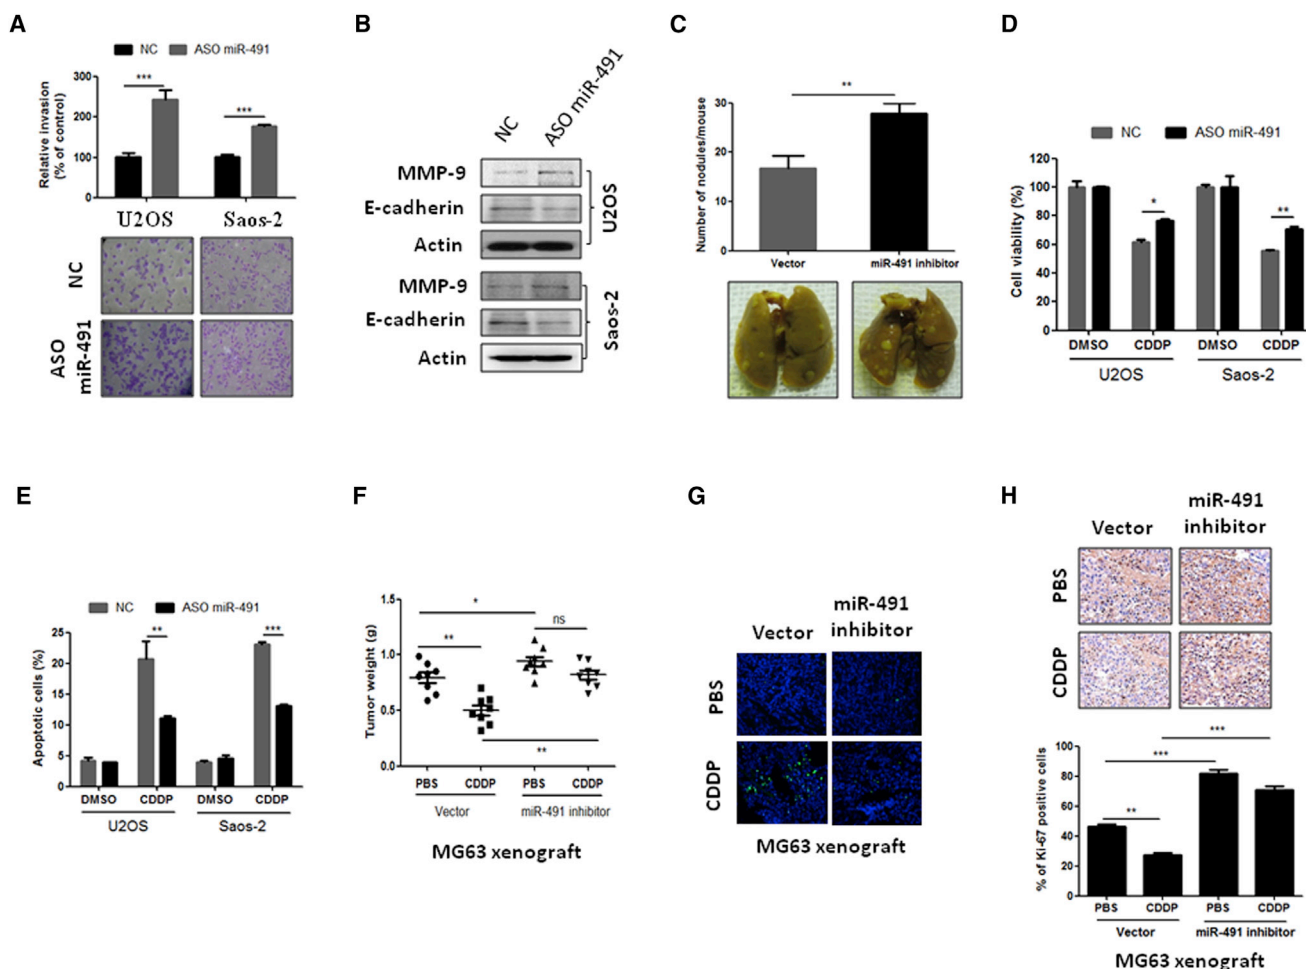 A
NC ASO miR-491
Relative invasion
(% of control)
300
200
100
0
***
***
U2OS Saos-2
NC
ASO
miR-491
B
NC ASO miR-491
MMP-9
E-cadherin
Actin
U2OS
MMP-9
E-cadherin
Actin
Saos-2
C
**
Number of nodules/mouse
30
20
10
0
Vector miR-491 inhibitor
D
NC ASO miR-491
Cell viability (%)
120
100
80
60
40
20
0
*
**
DMSO CDDP DMSO CDDP
U2OS Saos-2
E
NC ASO miR-491
Apoptotic cells (%)
25
20
15
10
5
0
**
***
DMSO CDDP DMSO CDDP
U2OS Saos-2
F
Tumor weight (g)
1.5
1.0
0.5
0.0
*
**
ns
**
PBS CDDP PBS CDDP
Vector miR-491 inhibitor
MG63 xenograft
G
Vector miR-491
inhibitor
PBS
CDDP
MG63 xenograft
H
Vector miR-491
inhibitor
PBS
CDDP
% of Ki-67 positive cells
100
80
60
40
20
0
***
***
**
PBS CDDP PBS CDDP
Vector miR-491 inhibitor
MG63 xenograft